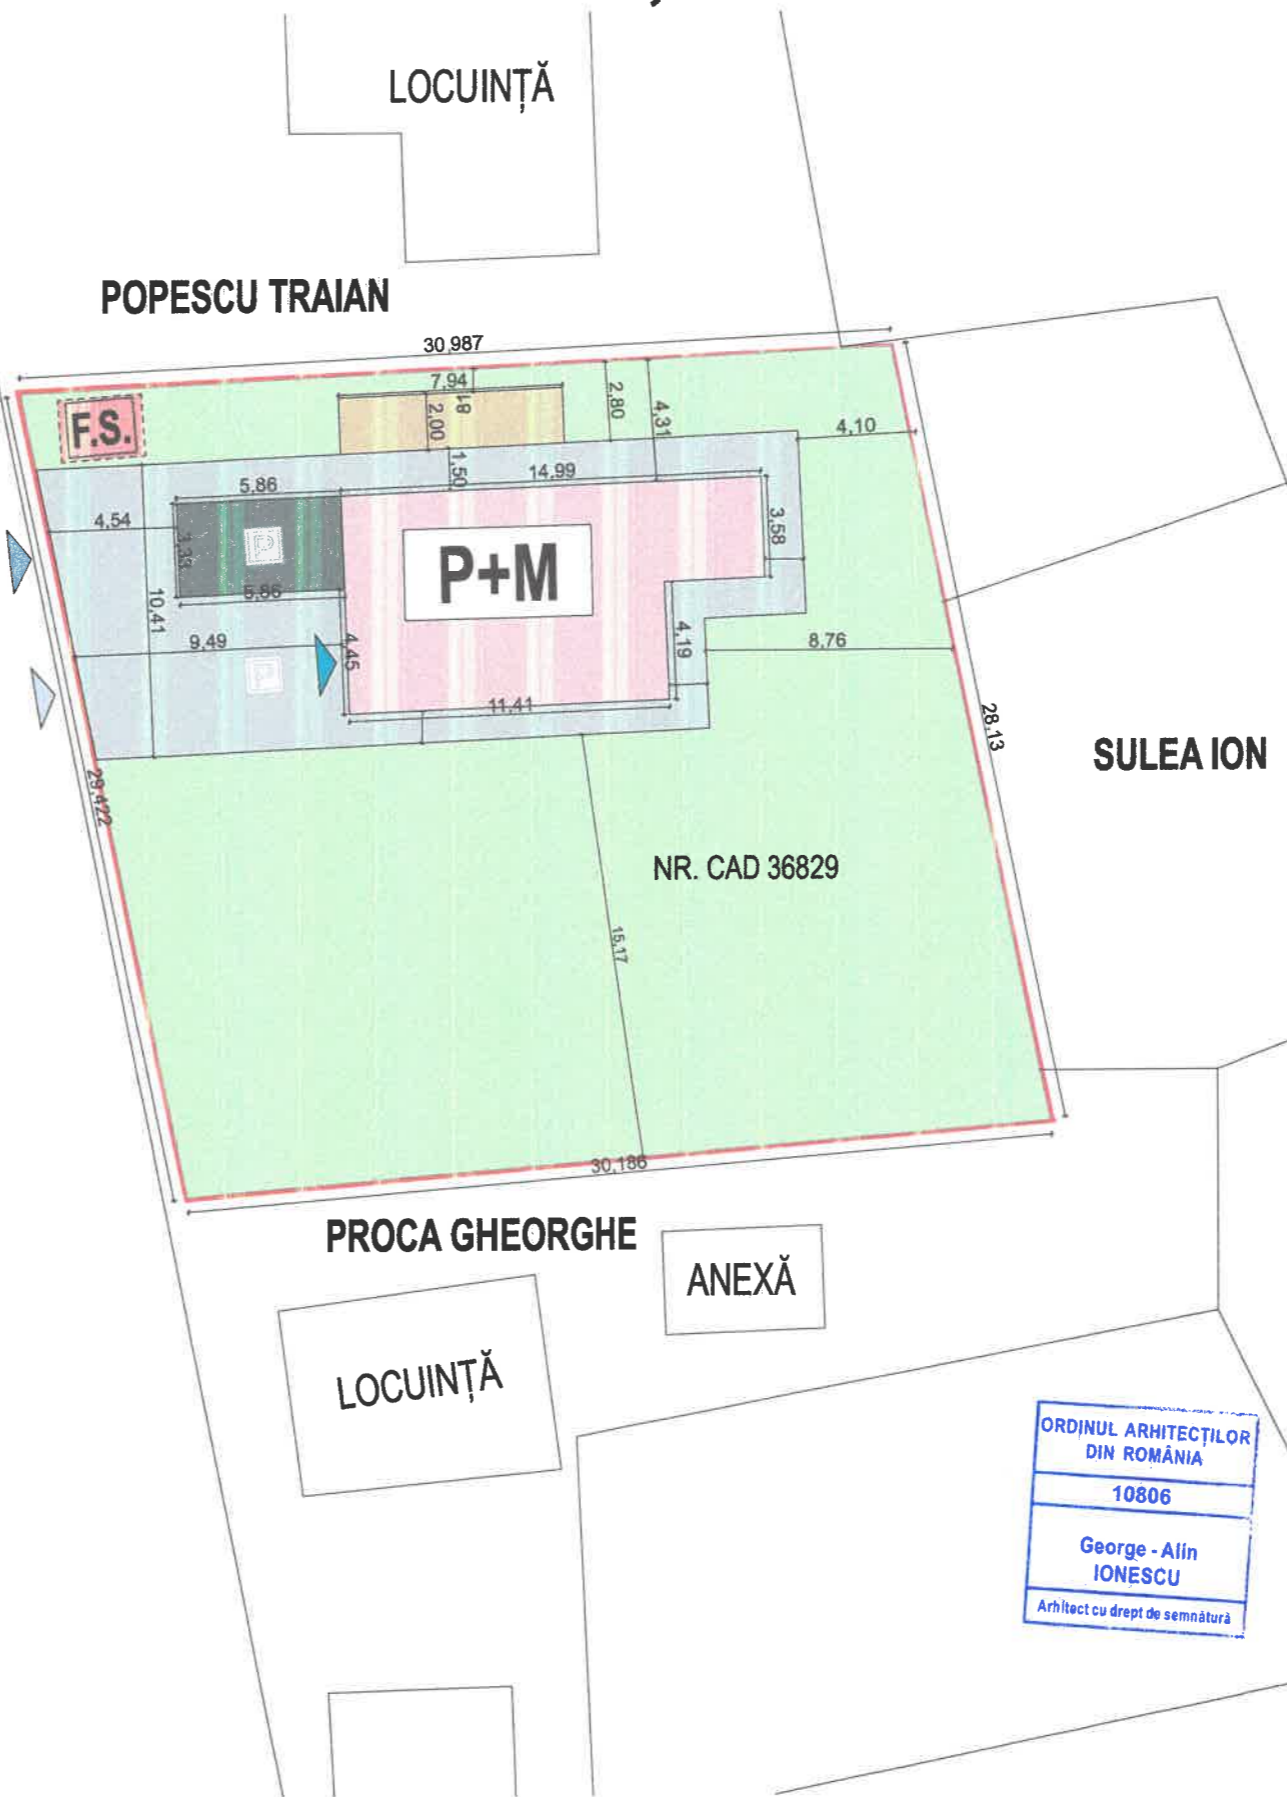 LOCUINȚĂ
POPESCU TRAIAN
30,987
7,94
81
2,00
2,80
4,31
4,10
F.S.
1,50
14,99
5,86
4,54
3,33
3,58
P
P+M
5,86
10,41
9,49
4,45
4,19
8,76
P
11,41
28,13
29,422
SULEA ION
NR. CAD 36829
15,17
30,186
PROCA GHEORGHE
ANEXĂ
LOCUINȚĂ
ORDINUL ARHITECȚILOR
DIN ROMÂNIA
10806
George - Alin
IONESCU
Arhitect cu drept de semnătură